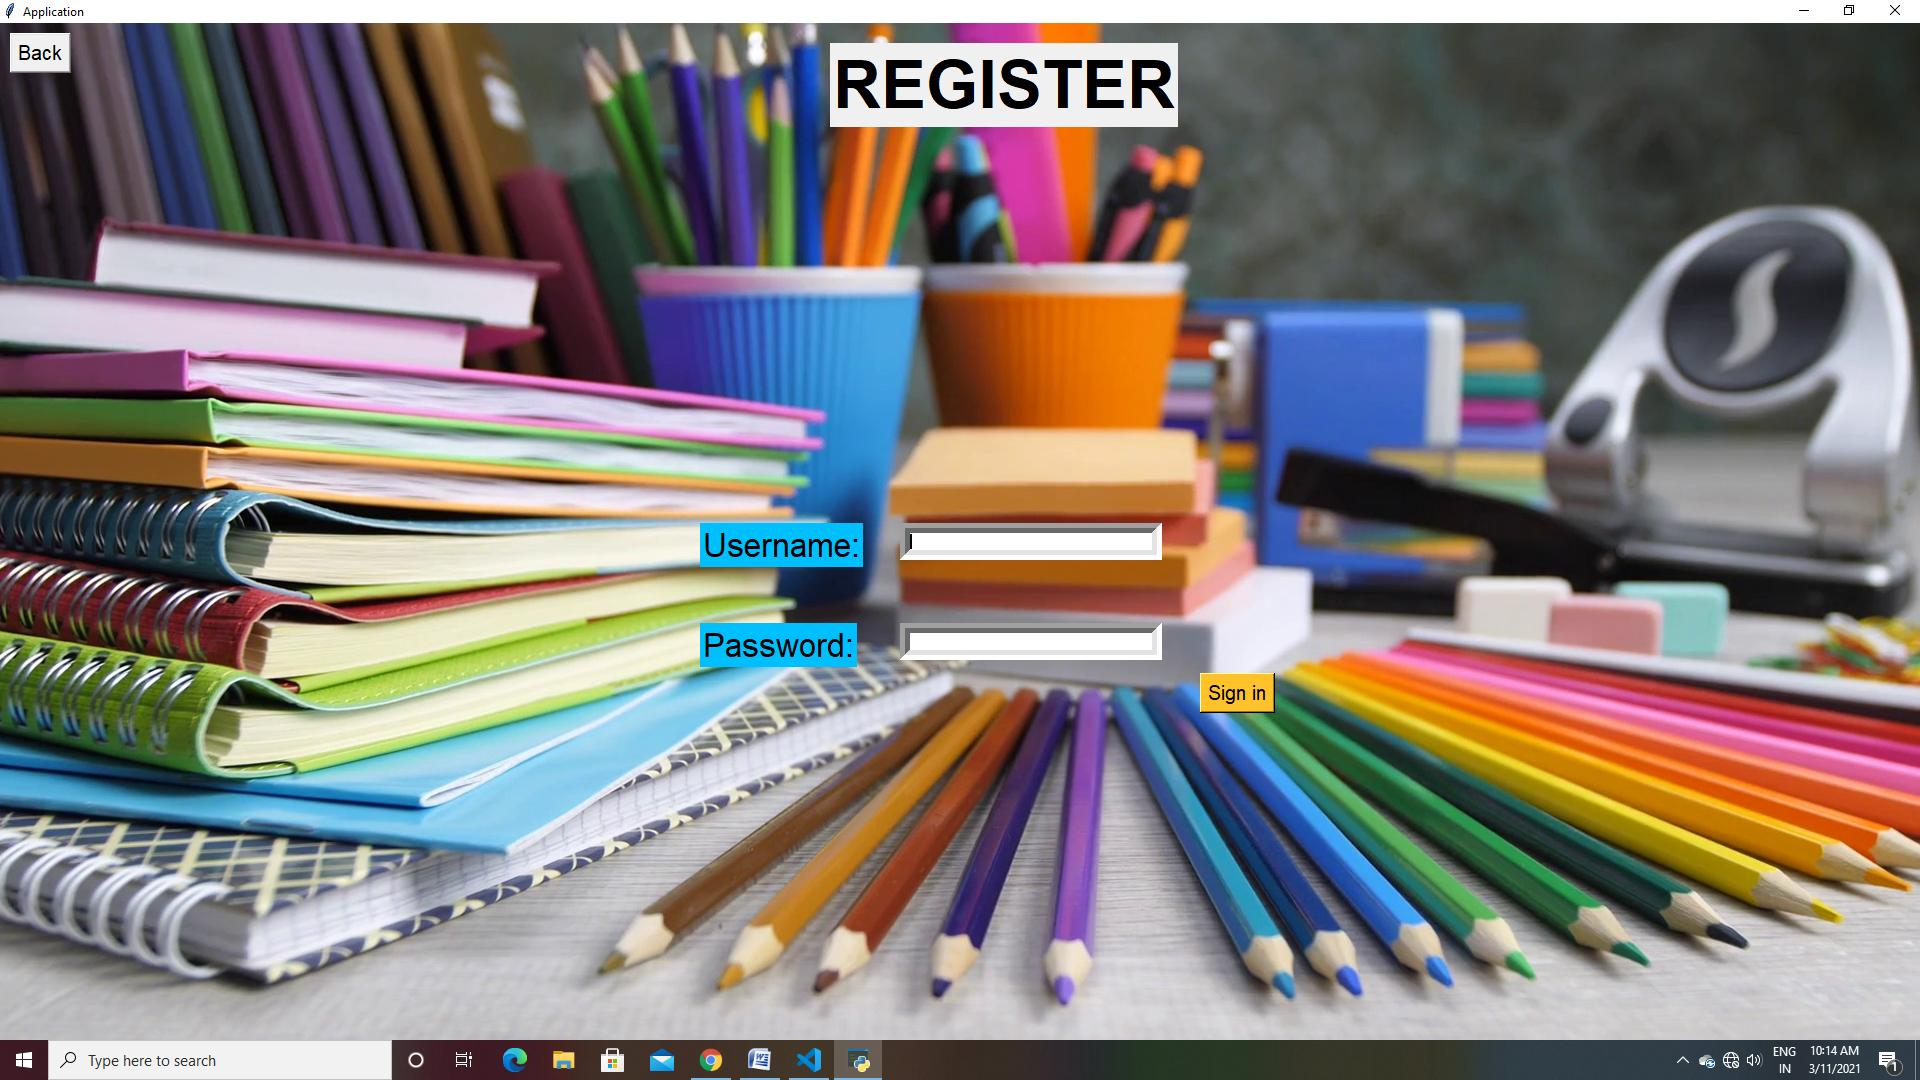 Application
Back
REGISTER
Username:
Password:
Sign in
Type here to search
ENG
IN
10:14 AM
3/11/2021
1